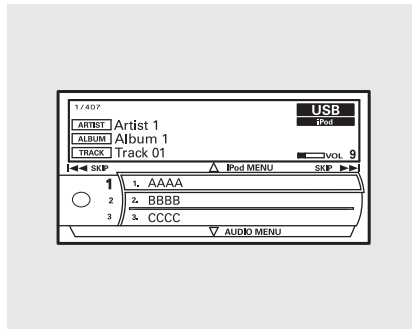 1/407 USB
iPod
ARTIST Artist 1
ALBUM Album 1
TRACK Track 01 VOL 9
SKIP iPod MENU SKIP
1 1. AAAA
2 2. BBBB
3 3. CCCC
AUDIO MENU